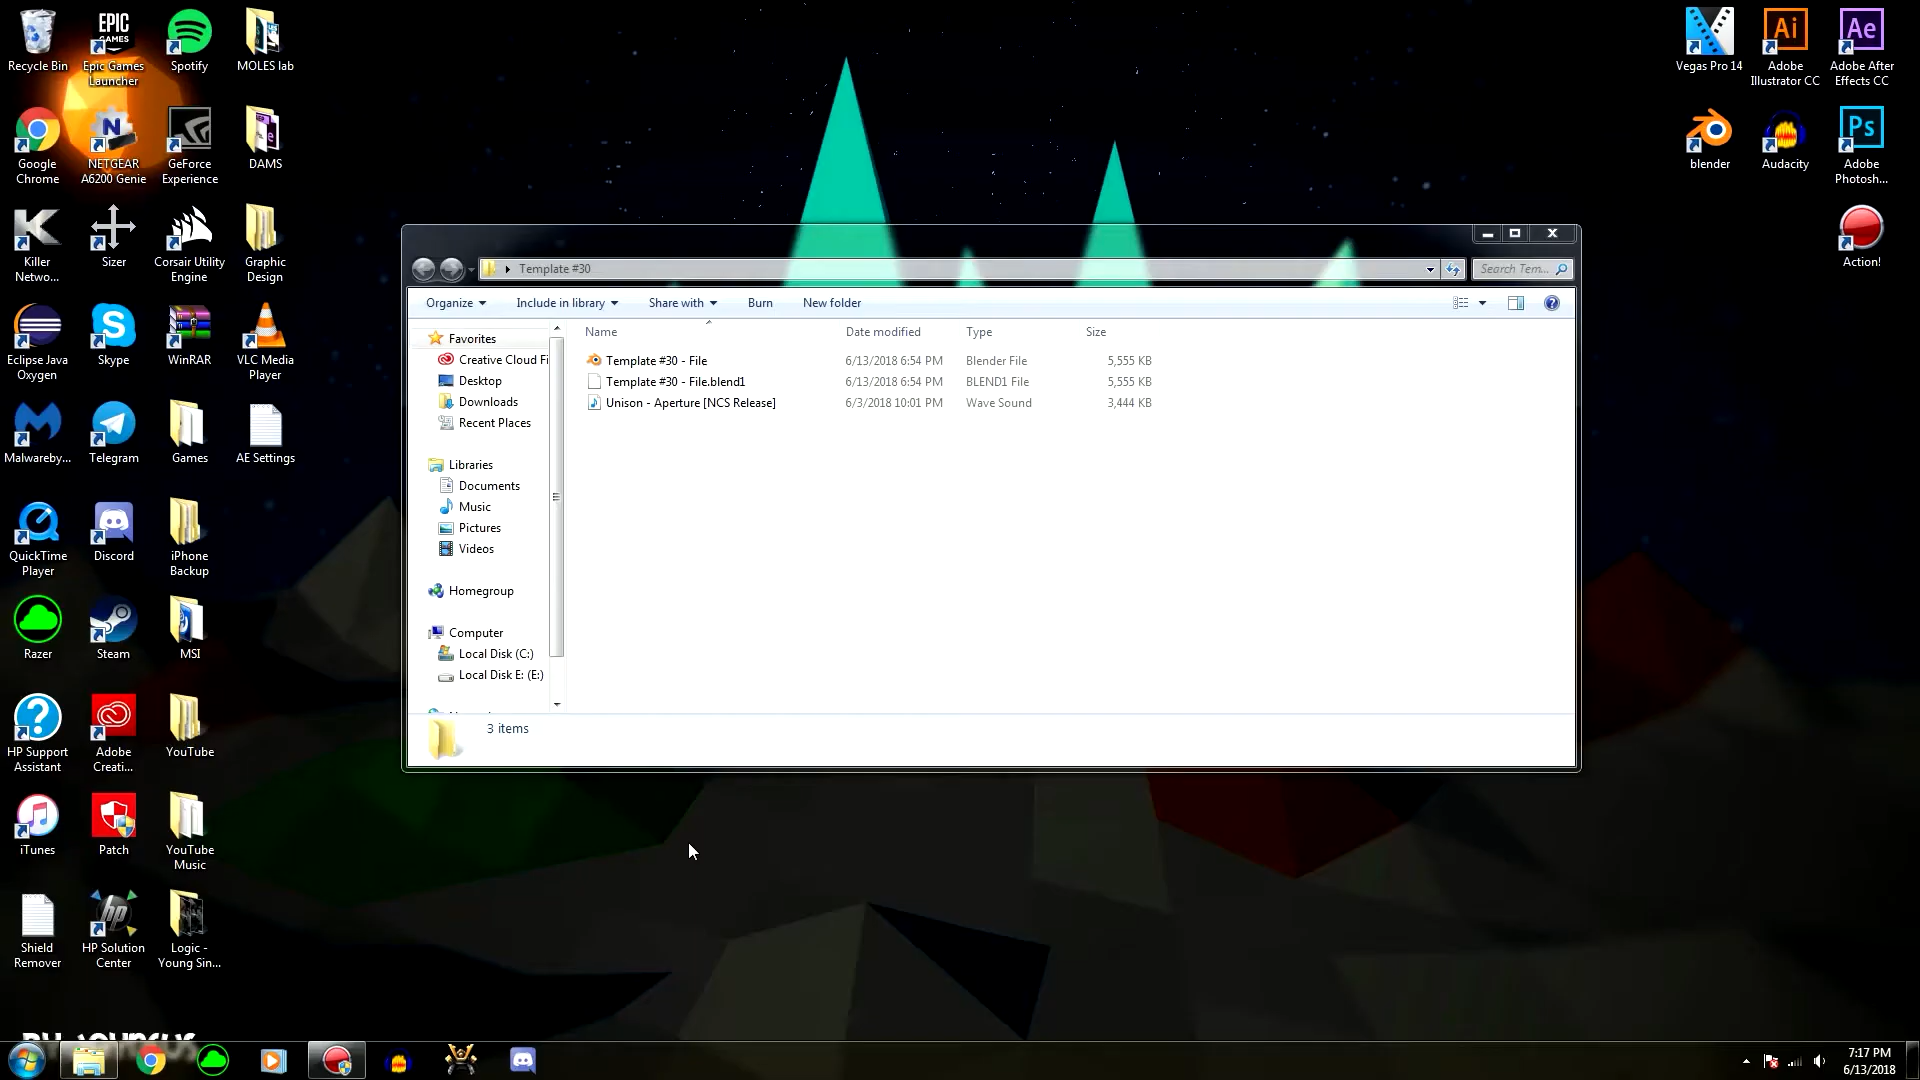 Recycle Bin
EPIC
GAMES
Epic Games
Launcher
Spotify
MOLES lab
Google
Chrome
NETGEAR
A6200 Genie
GeForce
Experience
DAMS
Killer
Netwo...
Sizer
Corsair Utility
Engine
Graphic
Design
Eclipse Java
Oxygen
Skype
WinRAR
VLC Media
Player
Malwareby...
Telegram
Games
AE Settings
QuickTime
Player
Discord
iPhone
Backup
Razer
Steam
MSI
HP Support
Assistant
Adobe
Creati...
YouTube
iTunes
Patch
YouTube
Music
Shield
Remover
HP Solution
Center
Logic -
Young Sin...
Vegas Pro 14
Ai
Adobe
Illustrator CC
Ae
Adobe After
Effects CC
blender
Audacity
Ps
Adobe
Photosh...
Action!
Template #30
Search Tem...
Organize
Include in library
Share with
Burn
New folder
Favorites
Creative Cloud Fi
Desktop
Downloads
Recent Places
Libraries
Documents
Music
Pictures
Videos
Homegroup
Computer
Local Disk (C:)
Local Disk E: (E:)
Name Date modified Type Size
Template #30 - File 6/13/2018 6:54 PM Blender File 5,555 KB
Template #30 - File.blend1 6/13/2018 6:54 PM BLEND1 File 5,555 KB
Unison - Aperture [NCS Release] 6/3/2018 10:01 PM Wave Sound 3,444 KB
3 items
7:17 PM
6/13/2018